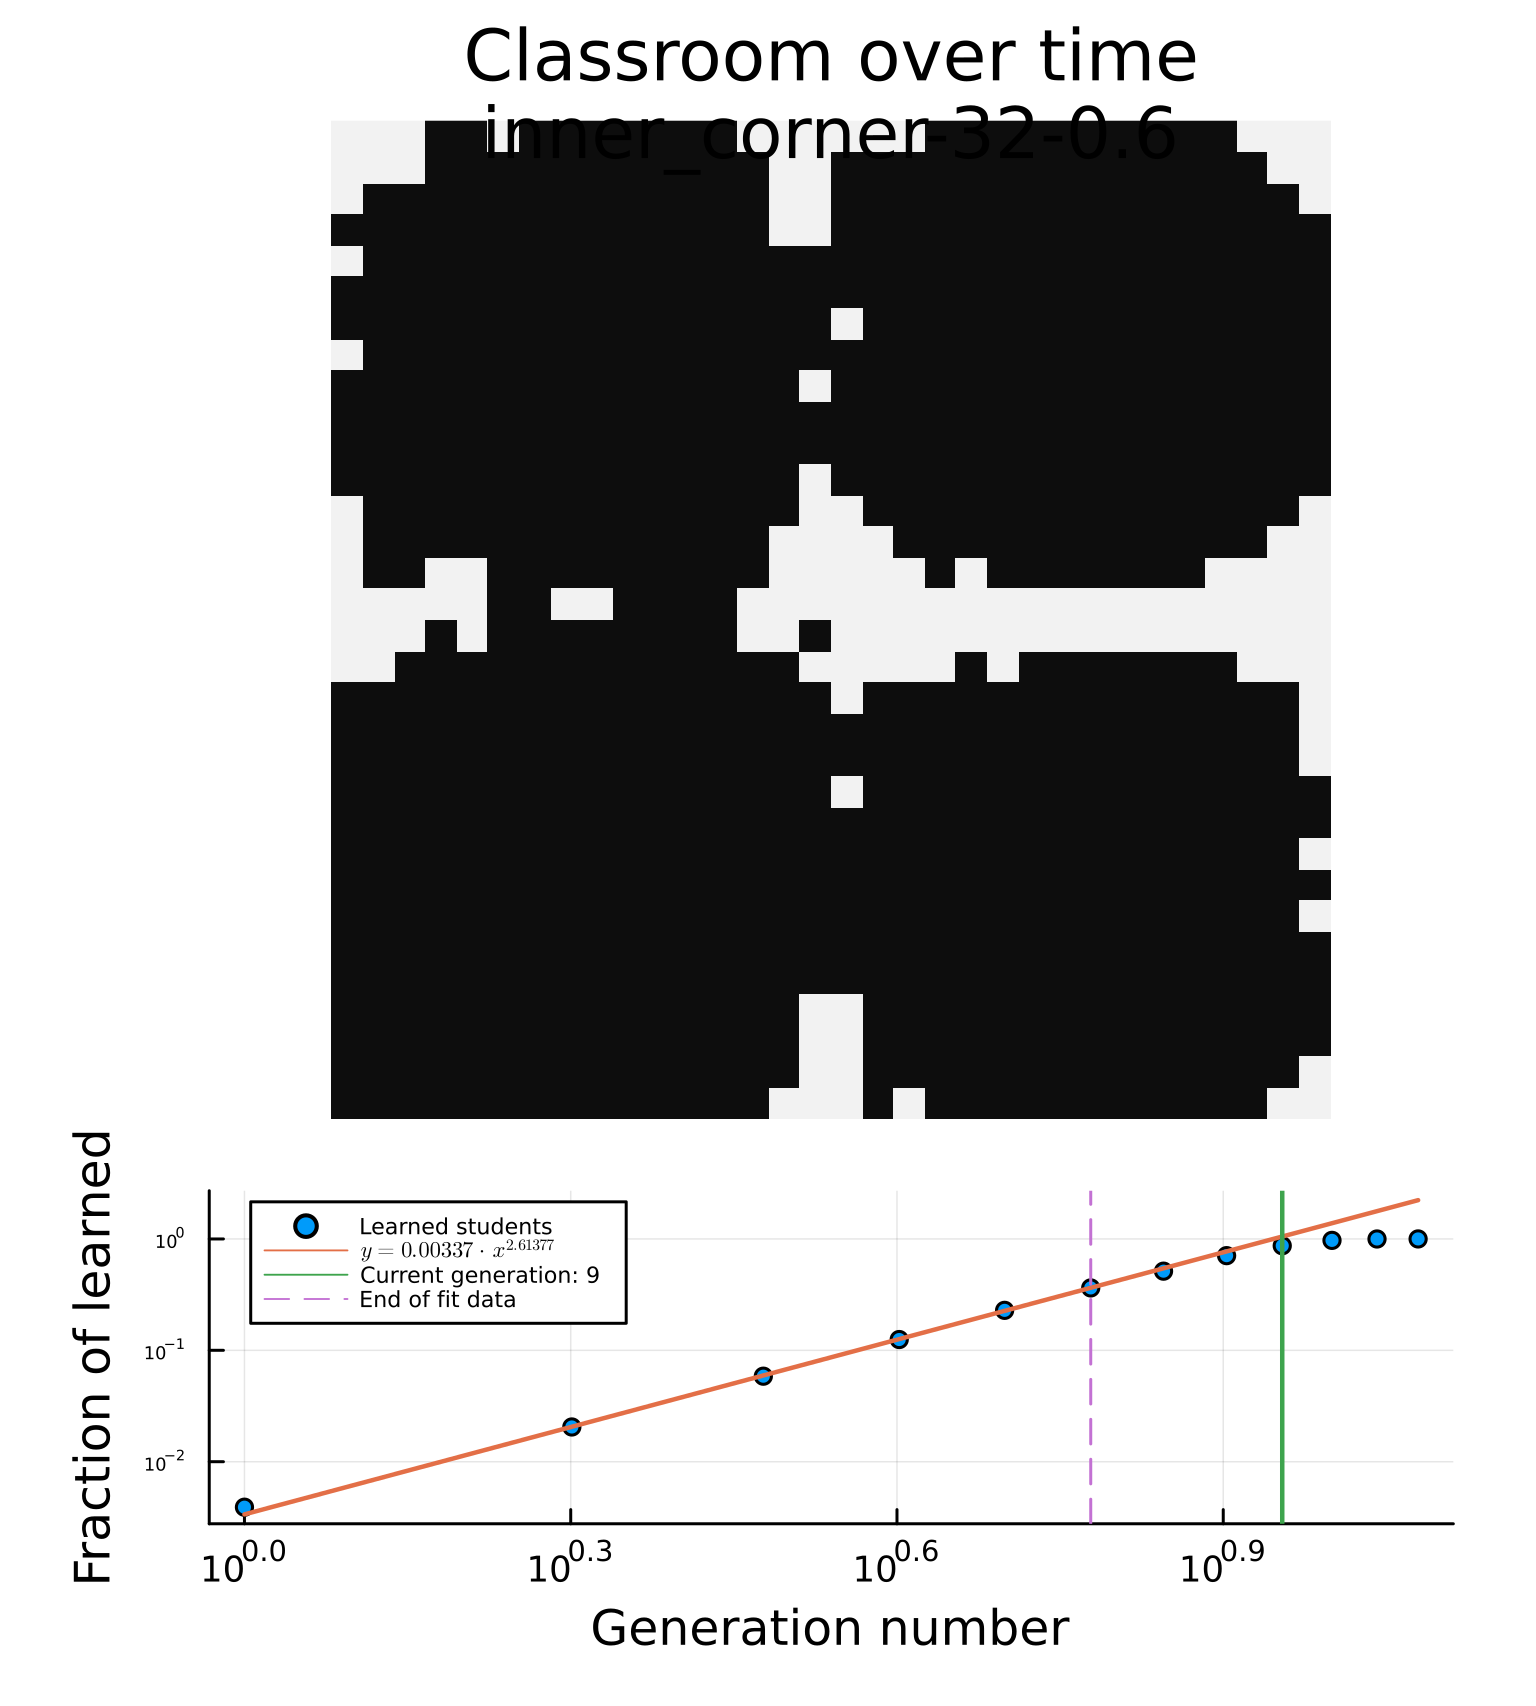 Classroom over time
inner_corner-32-0.6
Fraction of learned
10^0
10^−1
10^−2
Learned students
y = 0.00337 · x^2.61377
Current generation: 9
End of fit data
10^0.0
10^0.3
10^0.6
10^0.9
Generation number